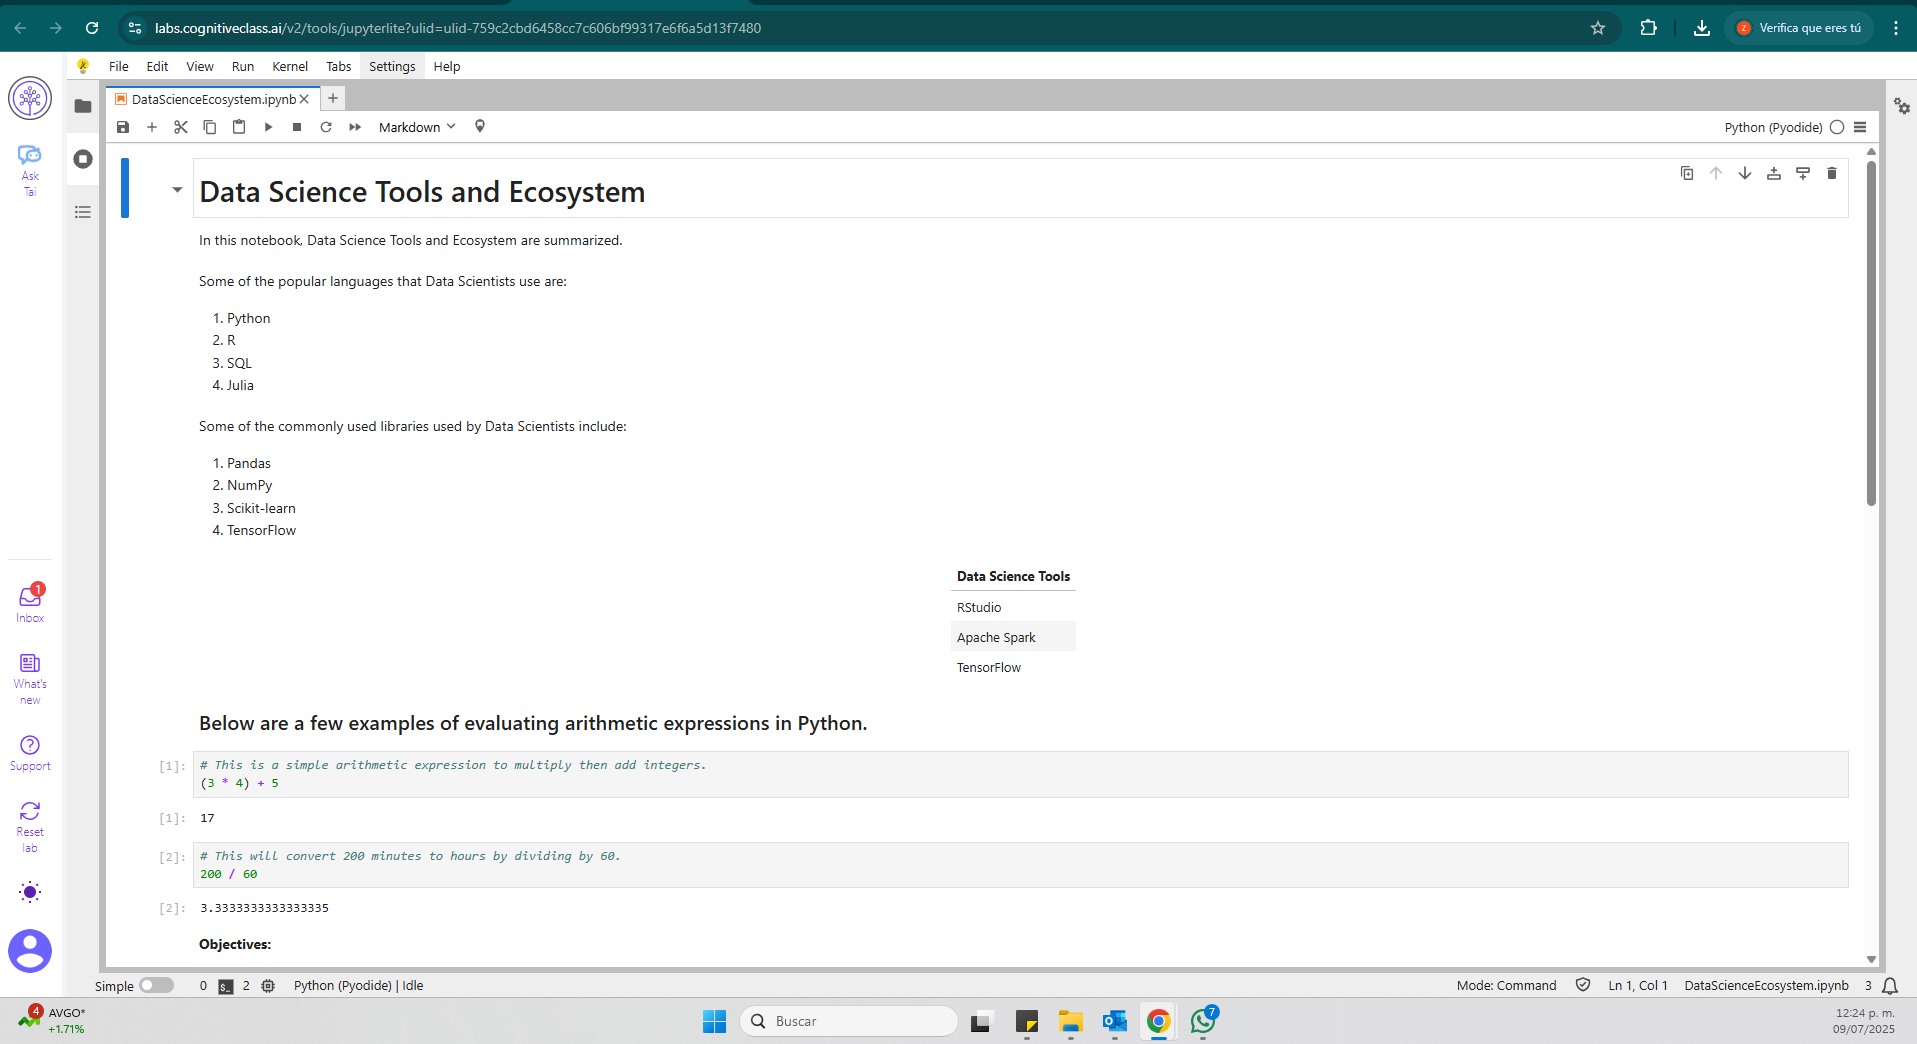 labs.cognitiveclass.ai/v2/tools/jupyterlite?ulid=ulid-759c2cbd6458cc7c606bf99317e6f6a5d13f7480
Z Verifica que eres tú
File Edit View Run Kernel Tabs Settings Help
DataScienceEcosystem.ipynb
Markdown
Python (Pyodide)
Ask
Tai
Data Science Tools and Ecosystem
In this notebook, Data Science Tools and Ecosystem are summarized.
Some of the popular languages that Data Scientists use are:
1. Python
2. R
3. SQL
4. Julia
Some of the commonly used libraries used by Data Scientists include:
1. Pandas
2. NumPy
3. Scikit-learn
4. TensorFlow
Data Science Tools
RStudio
Apache Spark
TensorFlow
Below are a few examples of evaluating arithmetic expressions in Python.
[1]: # This is a simple arithmetic expression to multiply then add integers.
(3 * 4) + 5
[1]: 17
[2]: # This will convert 200 minutes to hours by dividing by 60.
200 / 60
[2]: 3.3333333333333335
Objectives:
1
Inbox
What's
new
Support
Reset
lab
Simple 0 $_ 2 Python (Pyodide) | Idle
Mode: Command Ln 1, Col 1 DataScienceEcosystem.ipynb 3
4 AVGO*
+1.71%
Buscar
7
12:24 p. m.
09/07/2025